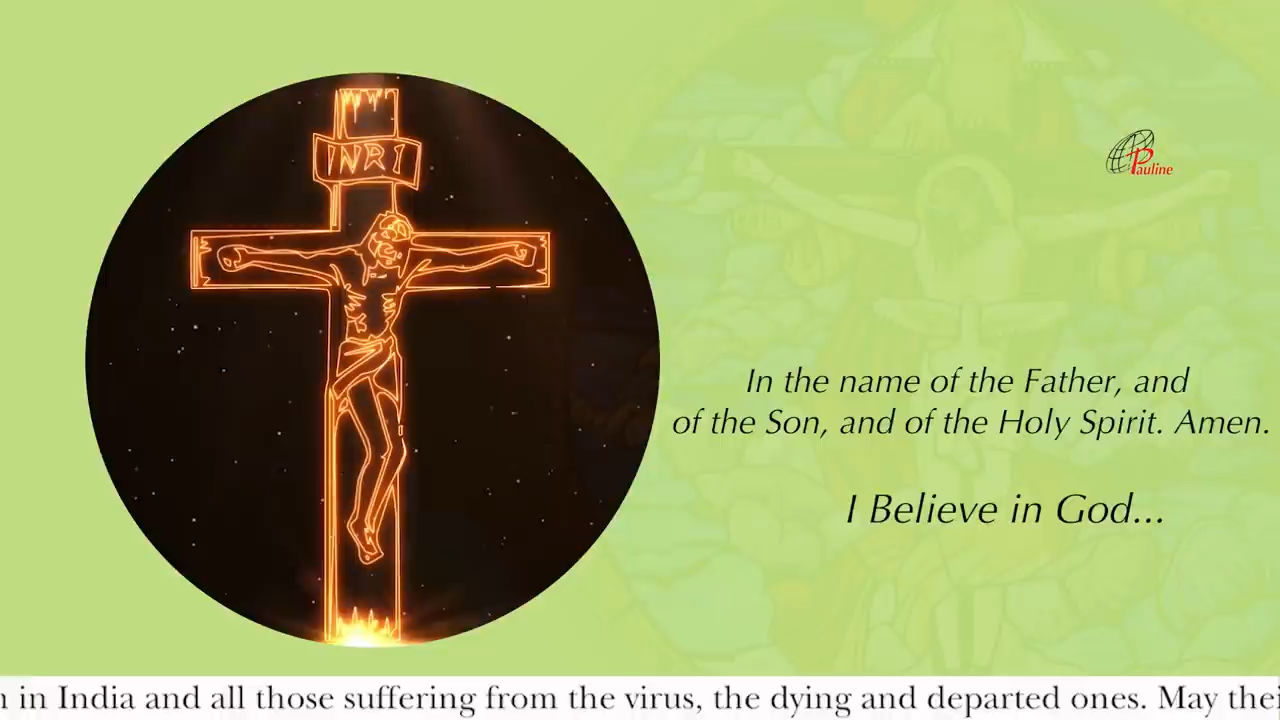 INRI
Pauline
In the name of the Father, and
of the Son, and of the Holy Spirit. Amen.
I Believe in God...
in India and all those suffering from the virus, the dying and departed ones. May